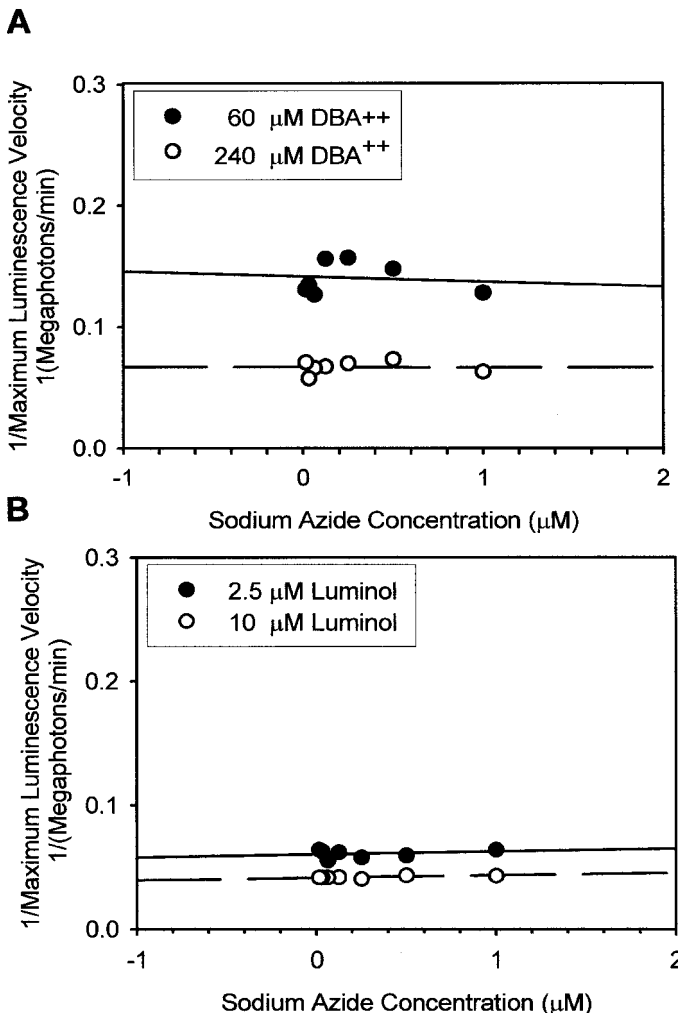 A
1/Maximum Luminescence Velocity
1(Megaphotons/min)
0.3
0.2
0.1
0.0
60 μM DBA++
240 μM DBA++
-1 0 1 2
Sodium Azide Concentration (μM)
B
1/Maximum Luminescence Velocity
1/(Megaphotons/min)
0.3
0.2
0.1
0.0
2.5 μM Luminol
10 μM Luminol
-1 0 1 2
Sodium Azide Concentration (μM)